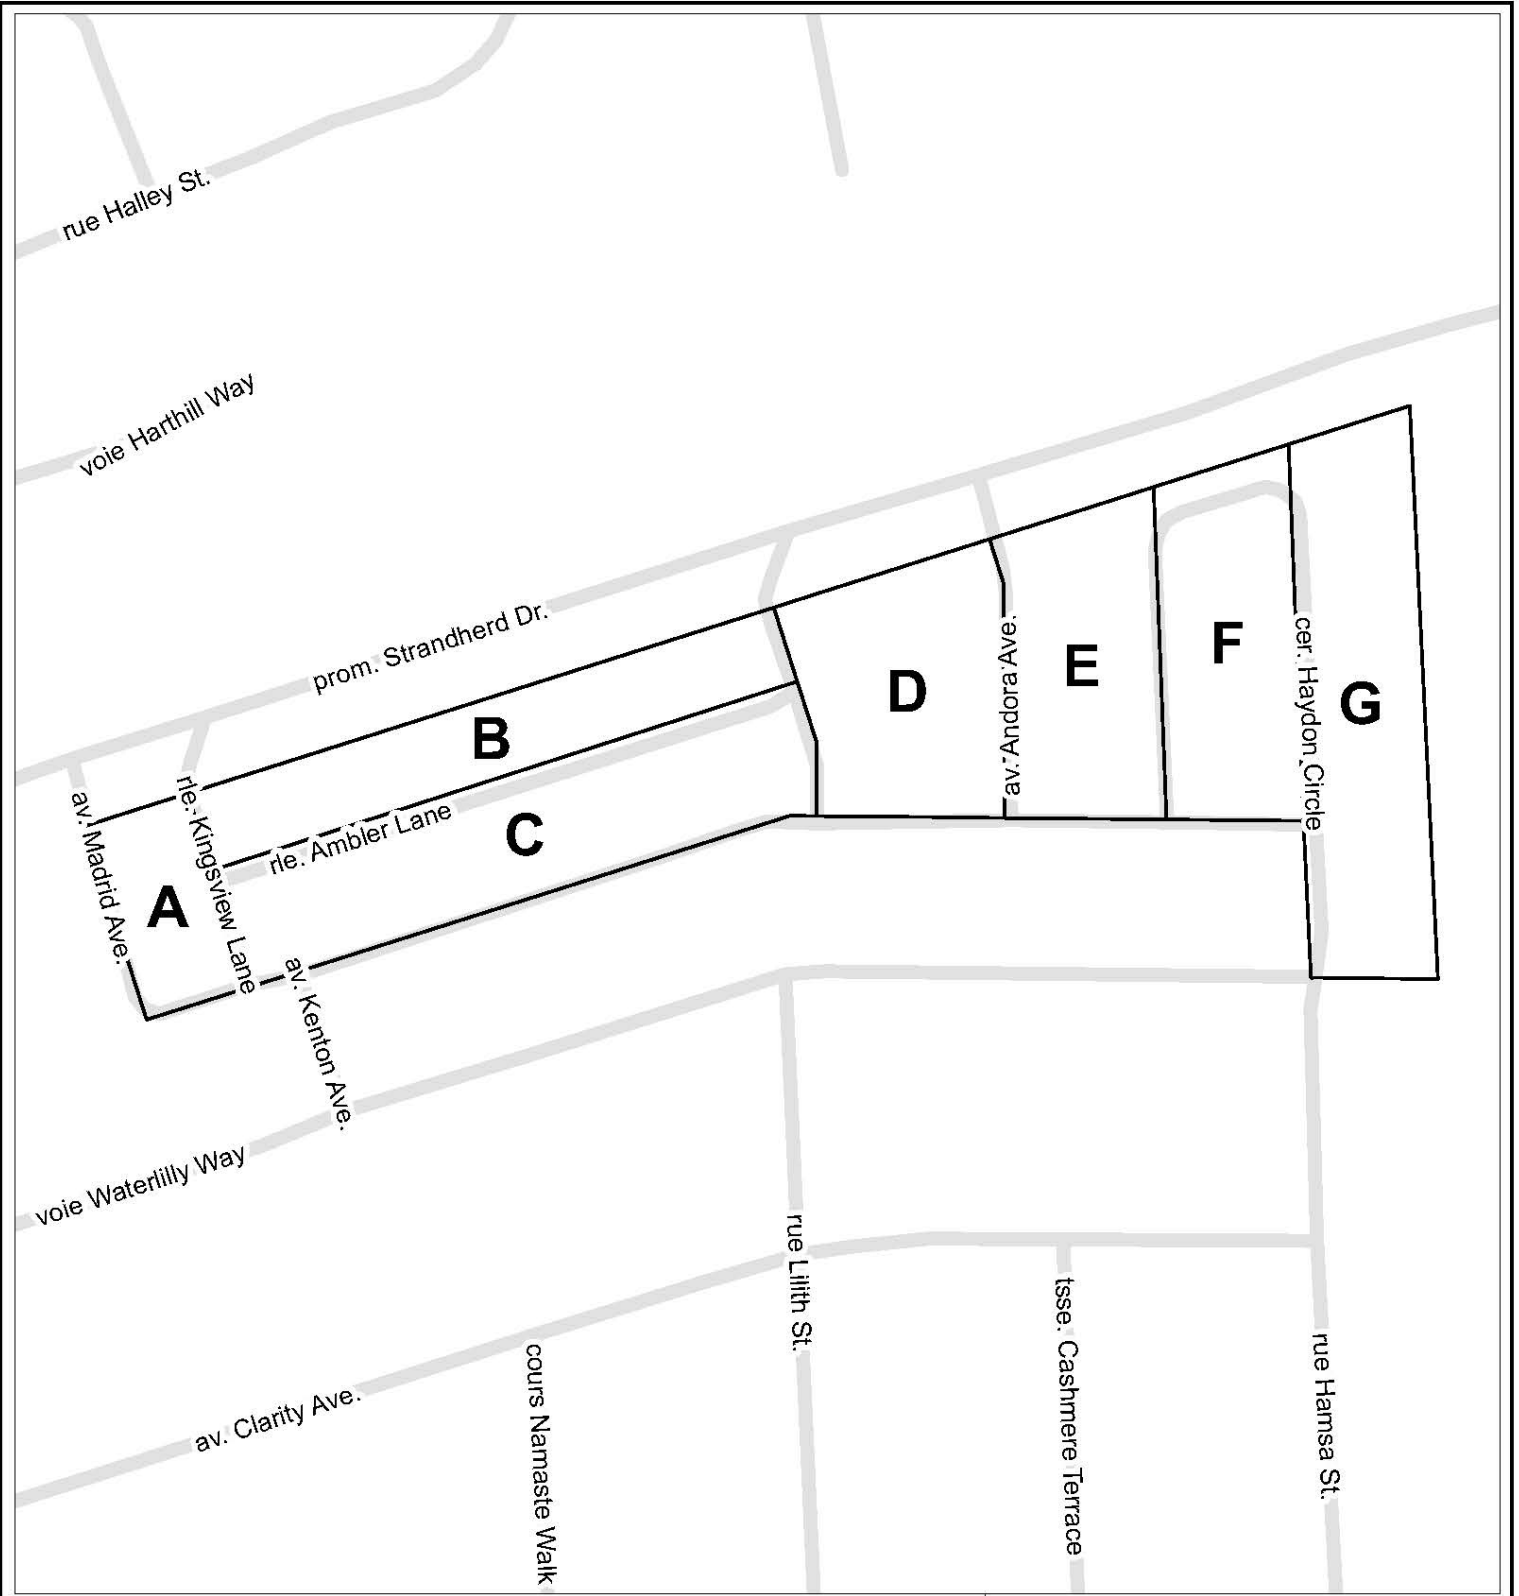 rue Halley St.
voie Harthill Way
prom. Strandherd Dr.
B
D
E
F
G
av. Andora Ave.
cer. Haydon Circle
av. Madrid Ave.
rle. Kingsview Lane
rle. Ambler Lane
C
A
av. Kenton Ave.
voie Waterlilly Way
rue Lilith St.
av. Clarity Ave.
cours Namaste Walk
tsse. Cashmere Terrace
rue Hamsa St.